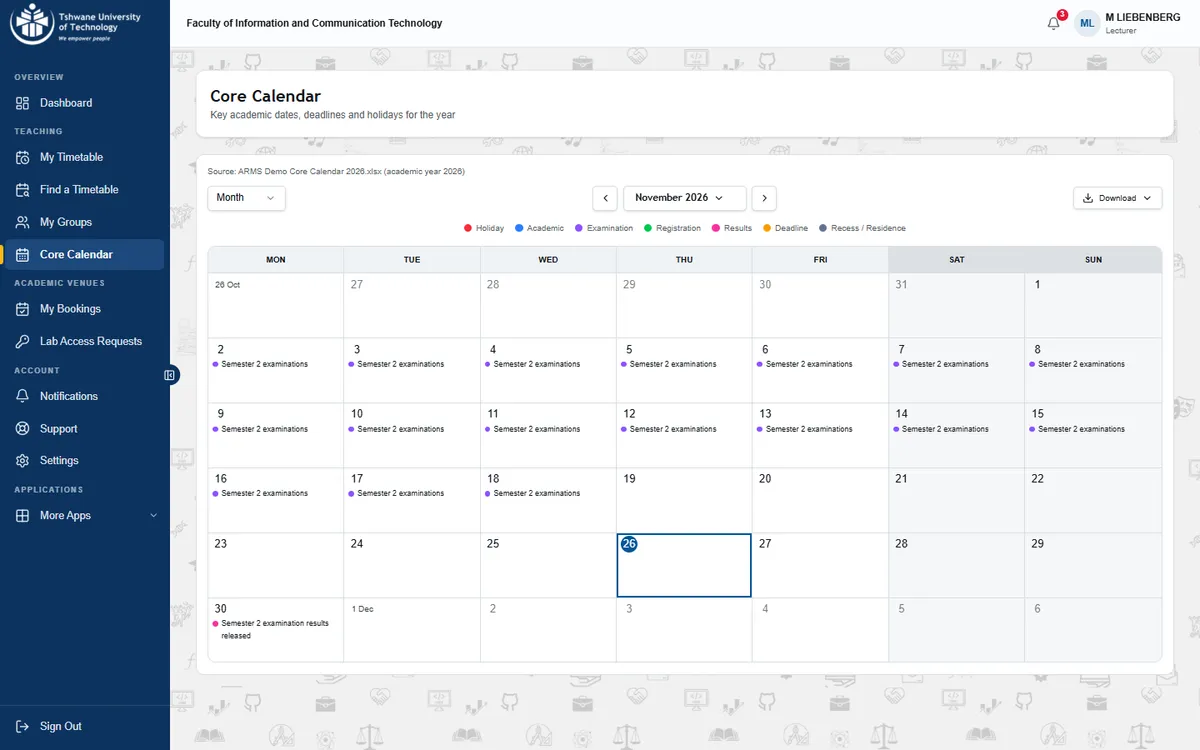 Tshwane University
of Technology
We empower people
Faculty of Information and Communication Technology
3
ML
M LIEBENBERG
Lecturer
OVERVIEW
Dashboard
TEACHING
My Timetable
Find a Timetable
My Groups
Core Calendar
ACADEMIC VENUES
My Bookings
Lab Access Requests
ACCOUNT
Notifications
Support
Settings
APPLICATIONS
More Apps
Sign Out
Core Calendar
Key academic dates, deadlines and holidays for the year
Source: ARMS Demo Core Calendar 2026.xlsx (academic year 2026)
Month
November 2026
Download
Holiday Academic Examination Registration Results Deadline Recess / Residence
MON TUE WED THU FRI SAT SUN
26 Oct 27 28 29 30 31 1
2 3 4 5 6 7 8
Semester 2 examinations Semester 2 examinations Semester 2 examinations Semester 2 examinations Semester 2 examinations Semester 2 examinations Semester 2 examinations
9 10 11 12 13 14 15
Semester 2 examinations Semester 2 examinations Semester 2 examinations Semester 2 examinations Semester 2 examinations Semester 2 examinations Semester 2 examinations
16 17 18 19 20 21 22
Semester 2 examinations Semester 2 examinations Semester 2 examinations
23 24 25 26 27 28 29
30 1 Dec 2 3 4 5 6
Semester 2 examination results
released